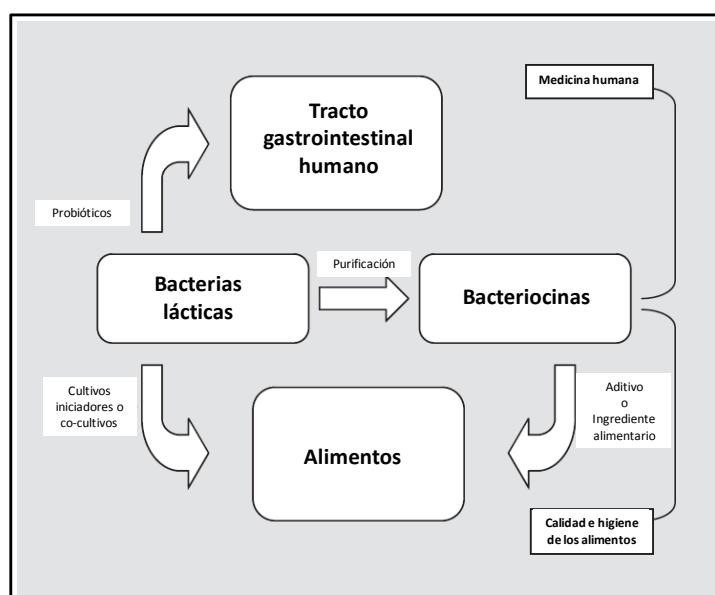 Medicina humana
Tracto
gastrointestinal
humano
Probióticos
Purificación
Bacterias
lácticas
Bacteriocinas
Cultivos
iniciadores o
co-cultivos
Aditivo
o
Ingrediente
alimentario
Alimentos
Calidad e higiene
de los alimentos